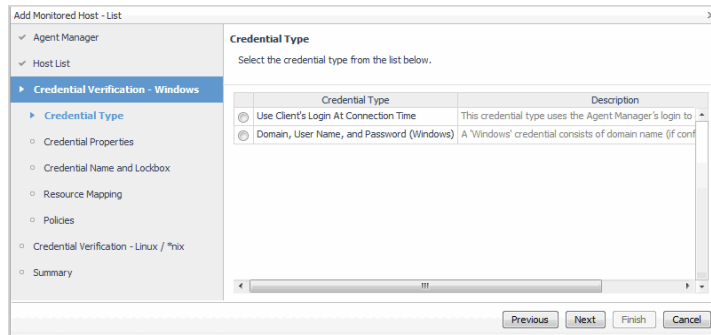 Add Monitored Host - List
Agent Manager
Host List
Credential Verification - Windows
Credential Type
Credential Properties
Credential Name and Lockbox
Resource Mapping
Policies
Credential Verification - Linux / *nix
Summary
Credential Type
Select the credential type from the list below.
Credential Type Description
Use Client's Login At Connection Time This credential type uses the Agent Manager's login to
Domain, User Name, and Password (Windows) A 'Windows' credential consists of domain name (if conf
Previous Next Finish Cancel